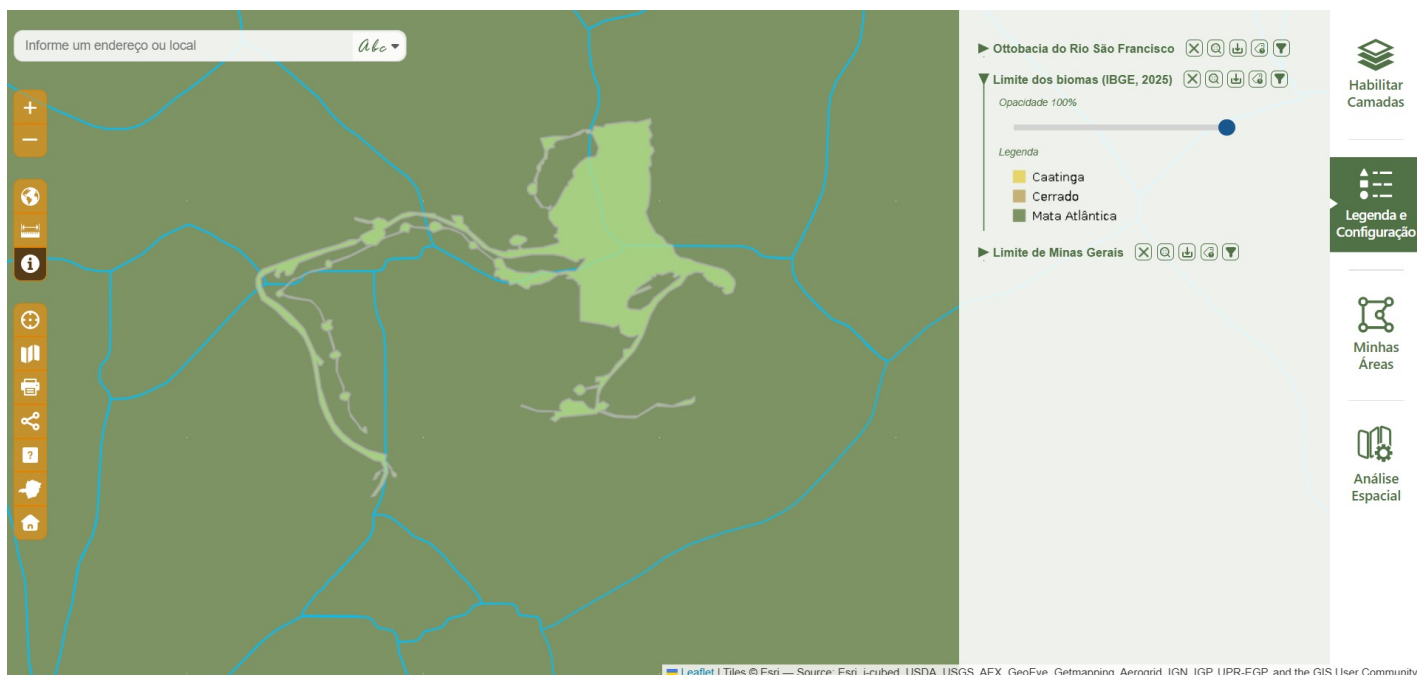 Informe um endereço ou local
Abc
+
−
?
Ottobacia do Rio São Francisco
Limite dos biomas (IBGE, 2025)
Opacidade 100%
Legenda
Caatinga
Cerrado
Mata Atlântica
Limite de Minas Gerais
Habilitar
Camadas
Legenda e
Configuração
Minhas
Áreas
Análise
Espacial
Leaflet | Tiles © Esri — Source: Esri, i-cubed, USDA, USGS, AEX, GeoEye, Getmapping, Aerogrid, IGN, IGP, UPR-EGP, and the GIS User Community